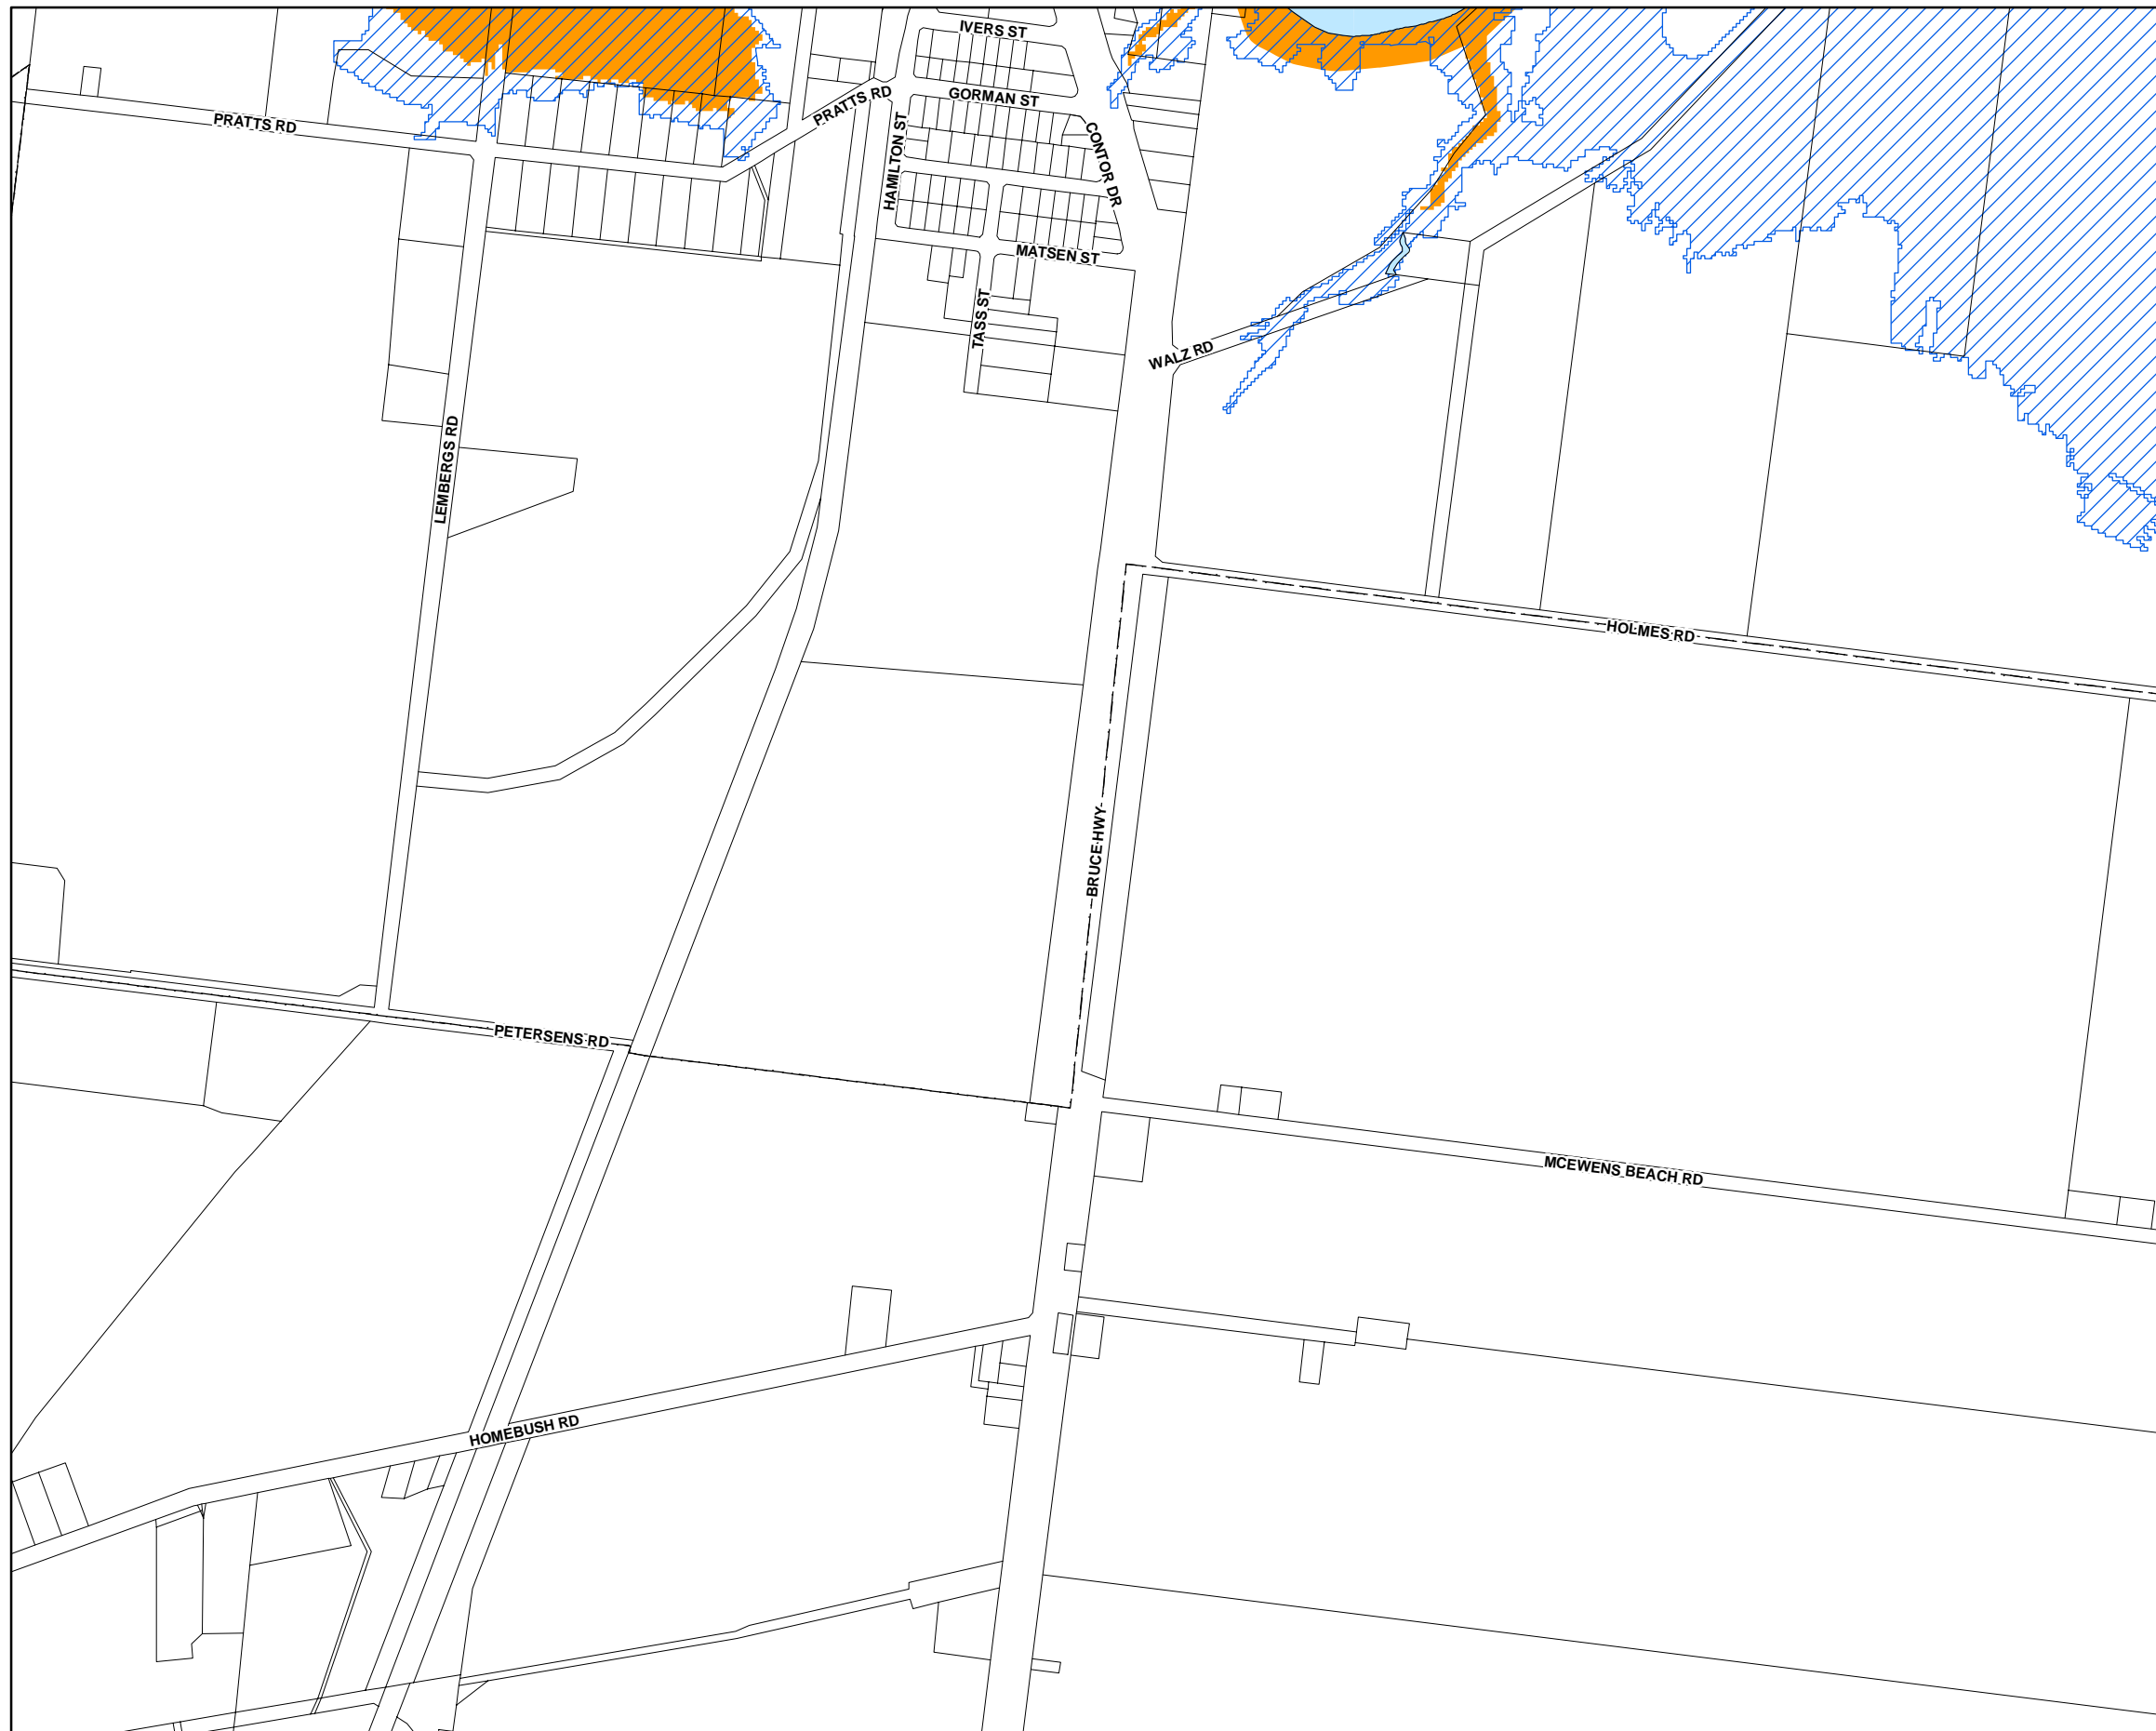 IVERS ST
PRATTS RD
GORMAN ST
PRATTS RD
HAMILTON ST
CONTOR DR
MATSEN ST
TASS ST
WALZ RD
LEMBERGS RD
HOLMES RD
BRUCE HWY
PETERSENS RD
MCEWENS BEACH RD
HOMEBUSH RD